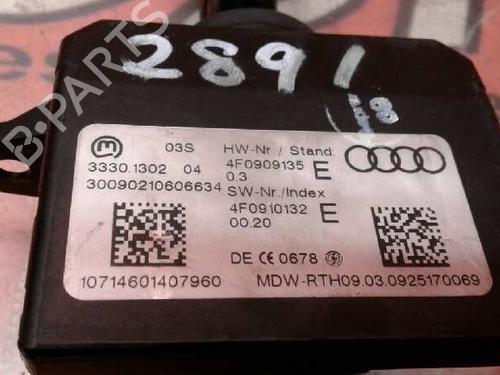 2891
B-PARTS
03S
HW-Nr / Stand:
3330.1302 04
4F0909135 E
0.3
30090210606634
SW-Nr./Index
4F0910132 E
00.20
DE CE 0678
10714601407960
MDW-RTH09.03.0925170069